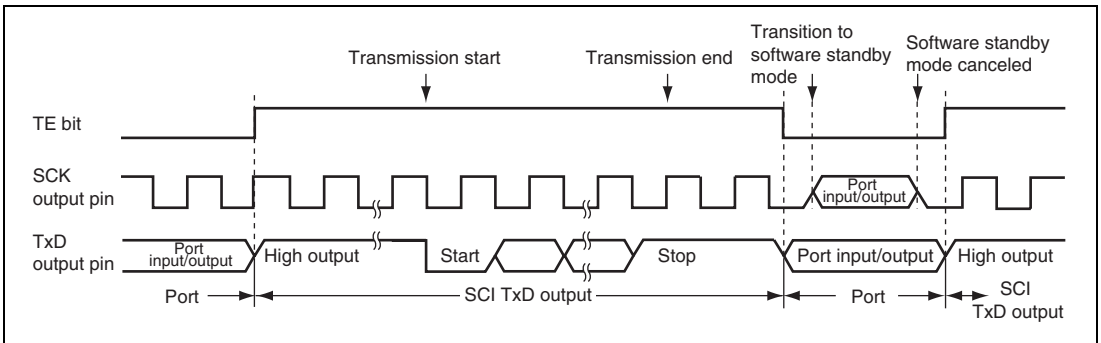 Transition to
software standby
mode
Software standby
mode canceled
Transmission start
Transmission end
TE bit
SCK
output pin
Port
input/output
TxD
output pin
Port
input/output
High output
Start
Stop
Port input/output
High output
Port
SCI TxD output
Port
SCI
TxD output